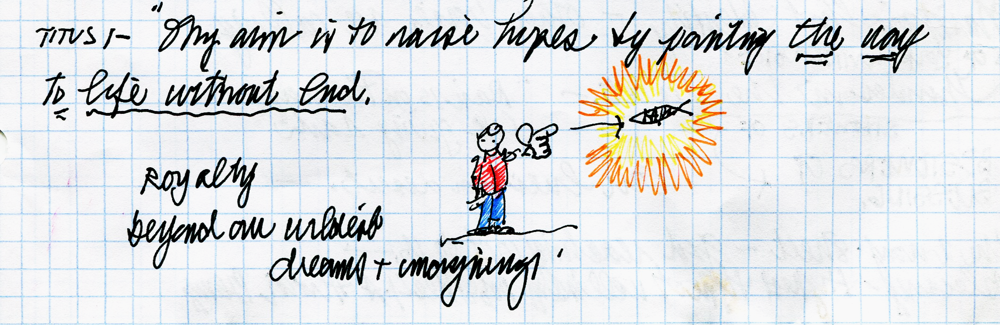 TITUS 1- "My aim is to raise hopes by pointing the way
to life without end.
Royalty
beyond our wildest
dreams + imaginings'